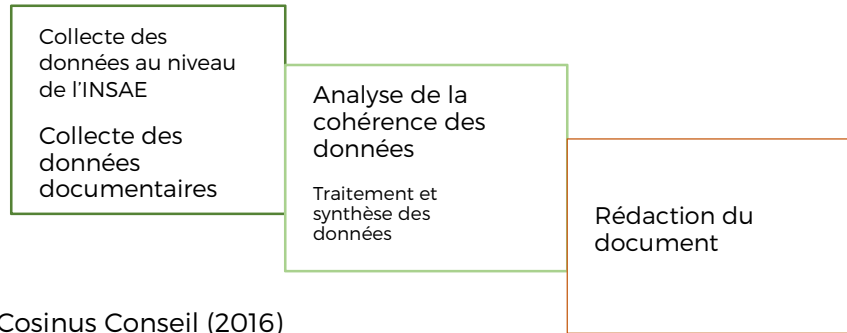 Collecte des
données au niveau
de l’INSAE
Collecte des
données
documentaires
Analyse de la
cohérence des
données
Traitement et
synthèse des
données
Rédaction du
document
Cosinus Conseil (2016)